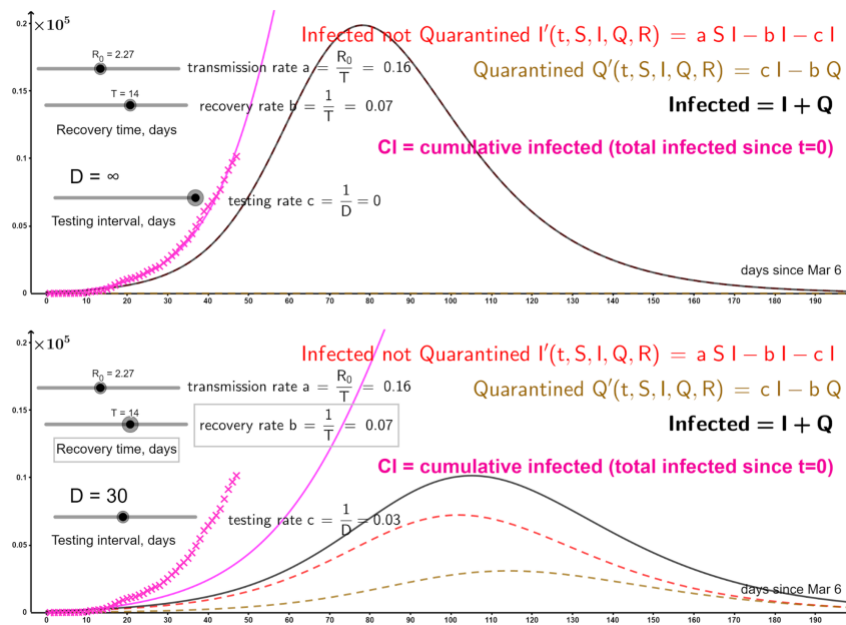 ×10⁵
0.2
Infected not Quarantined I′(t, S, I, Q, R) = a S I − b I − c I
R₀ = 2.27
transmission rate a = R₀/T = 0.16
Quarantined Q′(t, S, I, Q, R) = c I − b Q
T = 14
recovery rate b = 1/T = 0.07
Infected = I + Q
0.15
Recovery time, days
CI = cumulative infected (total infected since t=0)
0.1
D = ∞
testing rate c = 1/D = 0
Testing interval, days
0.05
days since Mar 6
0
0 10 20 30 40 50 60 70 80 90 100 110 120 130 140 150 160 170 180 190
×10⁵
0.2
Infected not Quarantined I′(t, S, I, Q, R) = a S I − b I − c I
R₀ = 2.27
transmission rate a = R₀/T = 0.16
Quarantined Q′(t, S, I, Q, R) = c I − b Q
T = 14
recovery rate b = 1/T = 0.07
Infected = I + Q
0.15
Recovery time, days
CI = cumulative infected (total infected since t=0)
0.1
D = 30
testing rate c = 1/D = 0.03
Testing interval, days
0.05
days since Mar 6
0
0 10 20 30 40 50 60 70 80 90 100 110 120 130 140 150 160 170 180 190